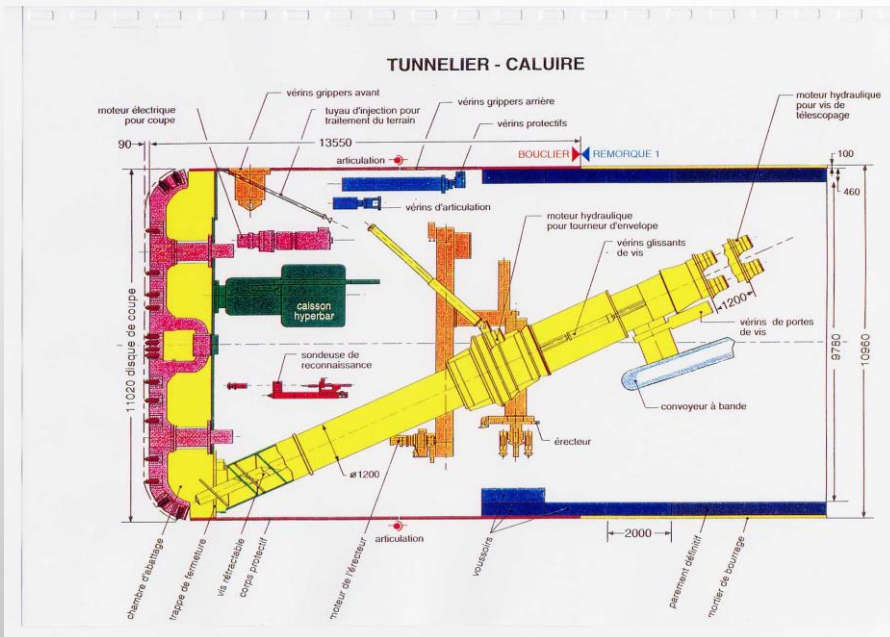 TUNNELIER - CALUIRE
vérins grippers avant
moteur électrique
pour coupe
tuyau d'injection pour
traitement du terrain
vérins grippers arrière
vérins protectifs
moteur hydraulique
pour vis de
télescopage
90
13550
articulation
BOUCLIER
REMORQUE 1
100
460
vérins d'articulation
moteur hydraulique
pour tourneur d'envelope
vérins glissants
de vis
caisson
hyperbar
1200
vérins de portes
de vis
11020 disque de coupe
9780
10960
sondeuse de
reconnaissance
convoyeur à bande
érecteur
ø1200
articulation
2000
chambre d'abattage
trappe de fermeture
vis rétractable
corps protectif
moteur de l'érecteur
voussoirs
parement définitif
mortier de bourrage